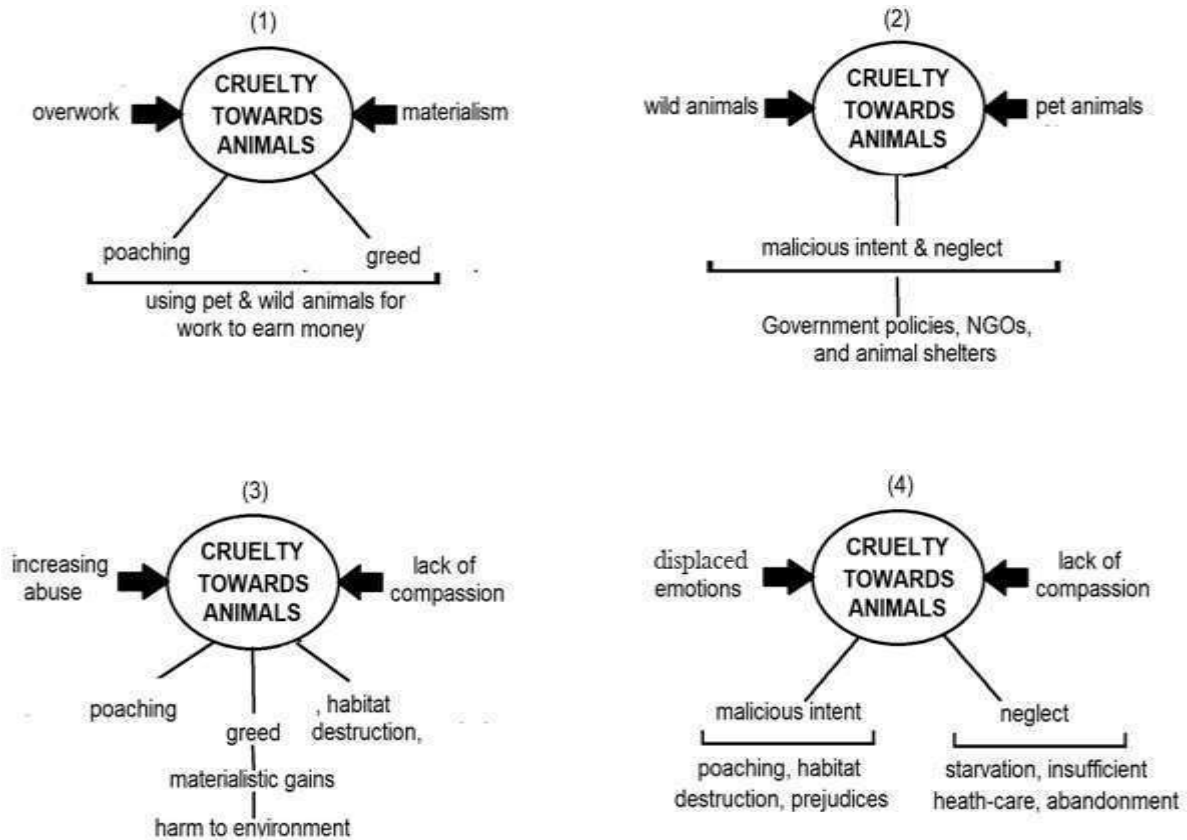 (1)
CRUELTY
TOWARDS
ANIMALS
overwork
materialism
poaching
greed
using pet & wild animals for
work to earn money
(2)
CRUELTY
TOWARDS
ANIMALS
wild animals
pet animals
malicious intent & neglect
Government policies, NGOs,
and animal shelters
(3)
CRUELTY
TOWARDS
ANIMALS
increasing
abuse
lack of
compassion
poaching
greed
, habitat
destruction,
materialistic gains
harm to environment
(4)
CRUELTY
TOWARDS
ANIMALS
displaced
emotions
lack of
compassion
malicious intent
neglect
poaching, habitat
destruction, prejudices
starvation, insufficient
heath-care, abandonment